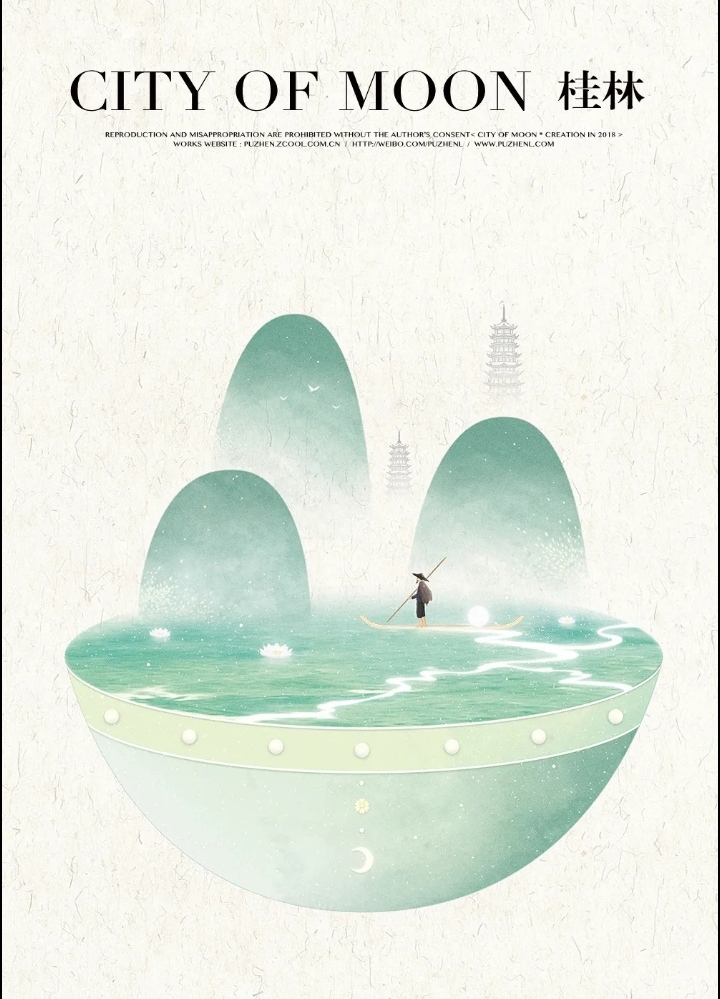 CITY OF MOON 桂林
REPRODUCTION AND MISAPPROPRIATION ARE PROHIBITED WITHOUT THE AUTHOR'S CONSENT< CITY OF MOON * CREATION IN 2018 >
WORKS WEBSITE : PUZHEN.ZCOOL.COM.CN / HTTP://WEIBO.COM/PUZHENL / WWW.PUZHENL.COM